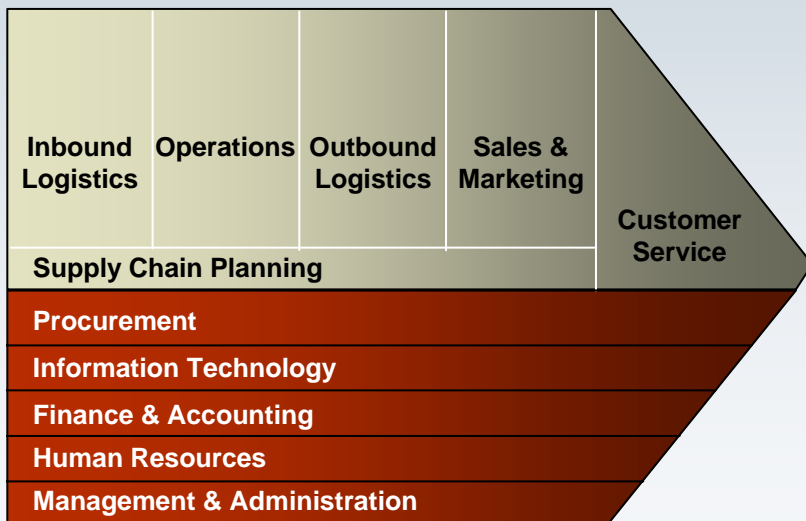 Inbound
Logistics
Operations
Outbound
Logistics
Sales &
Marketing
Customer
Service
Supply Chain Planning
Procurement
Information Technology
Finance & Accounting
Human Resources
Management & Administration